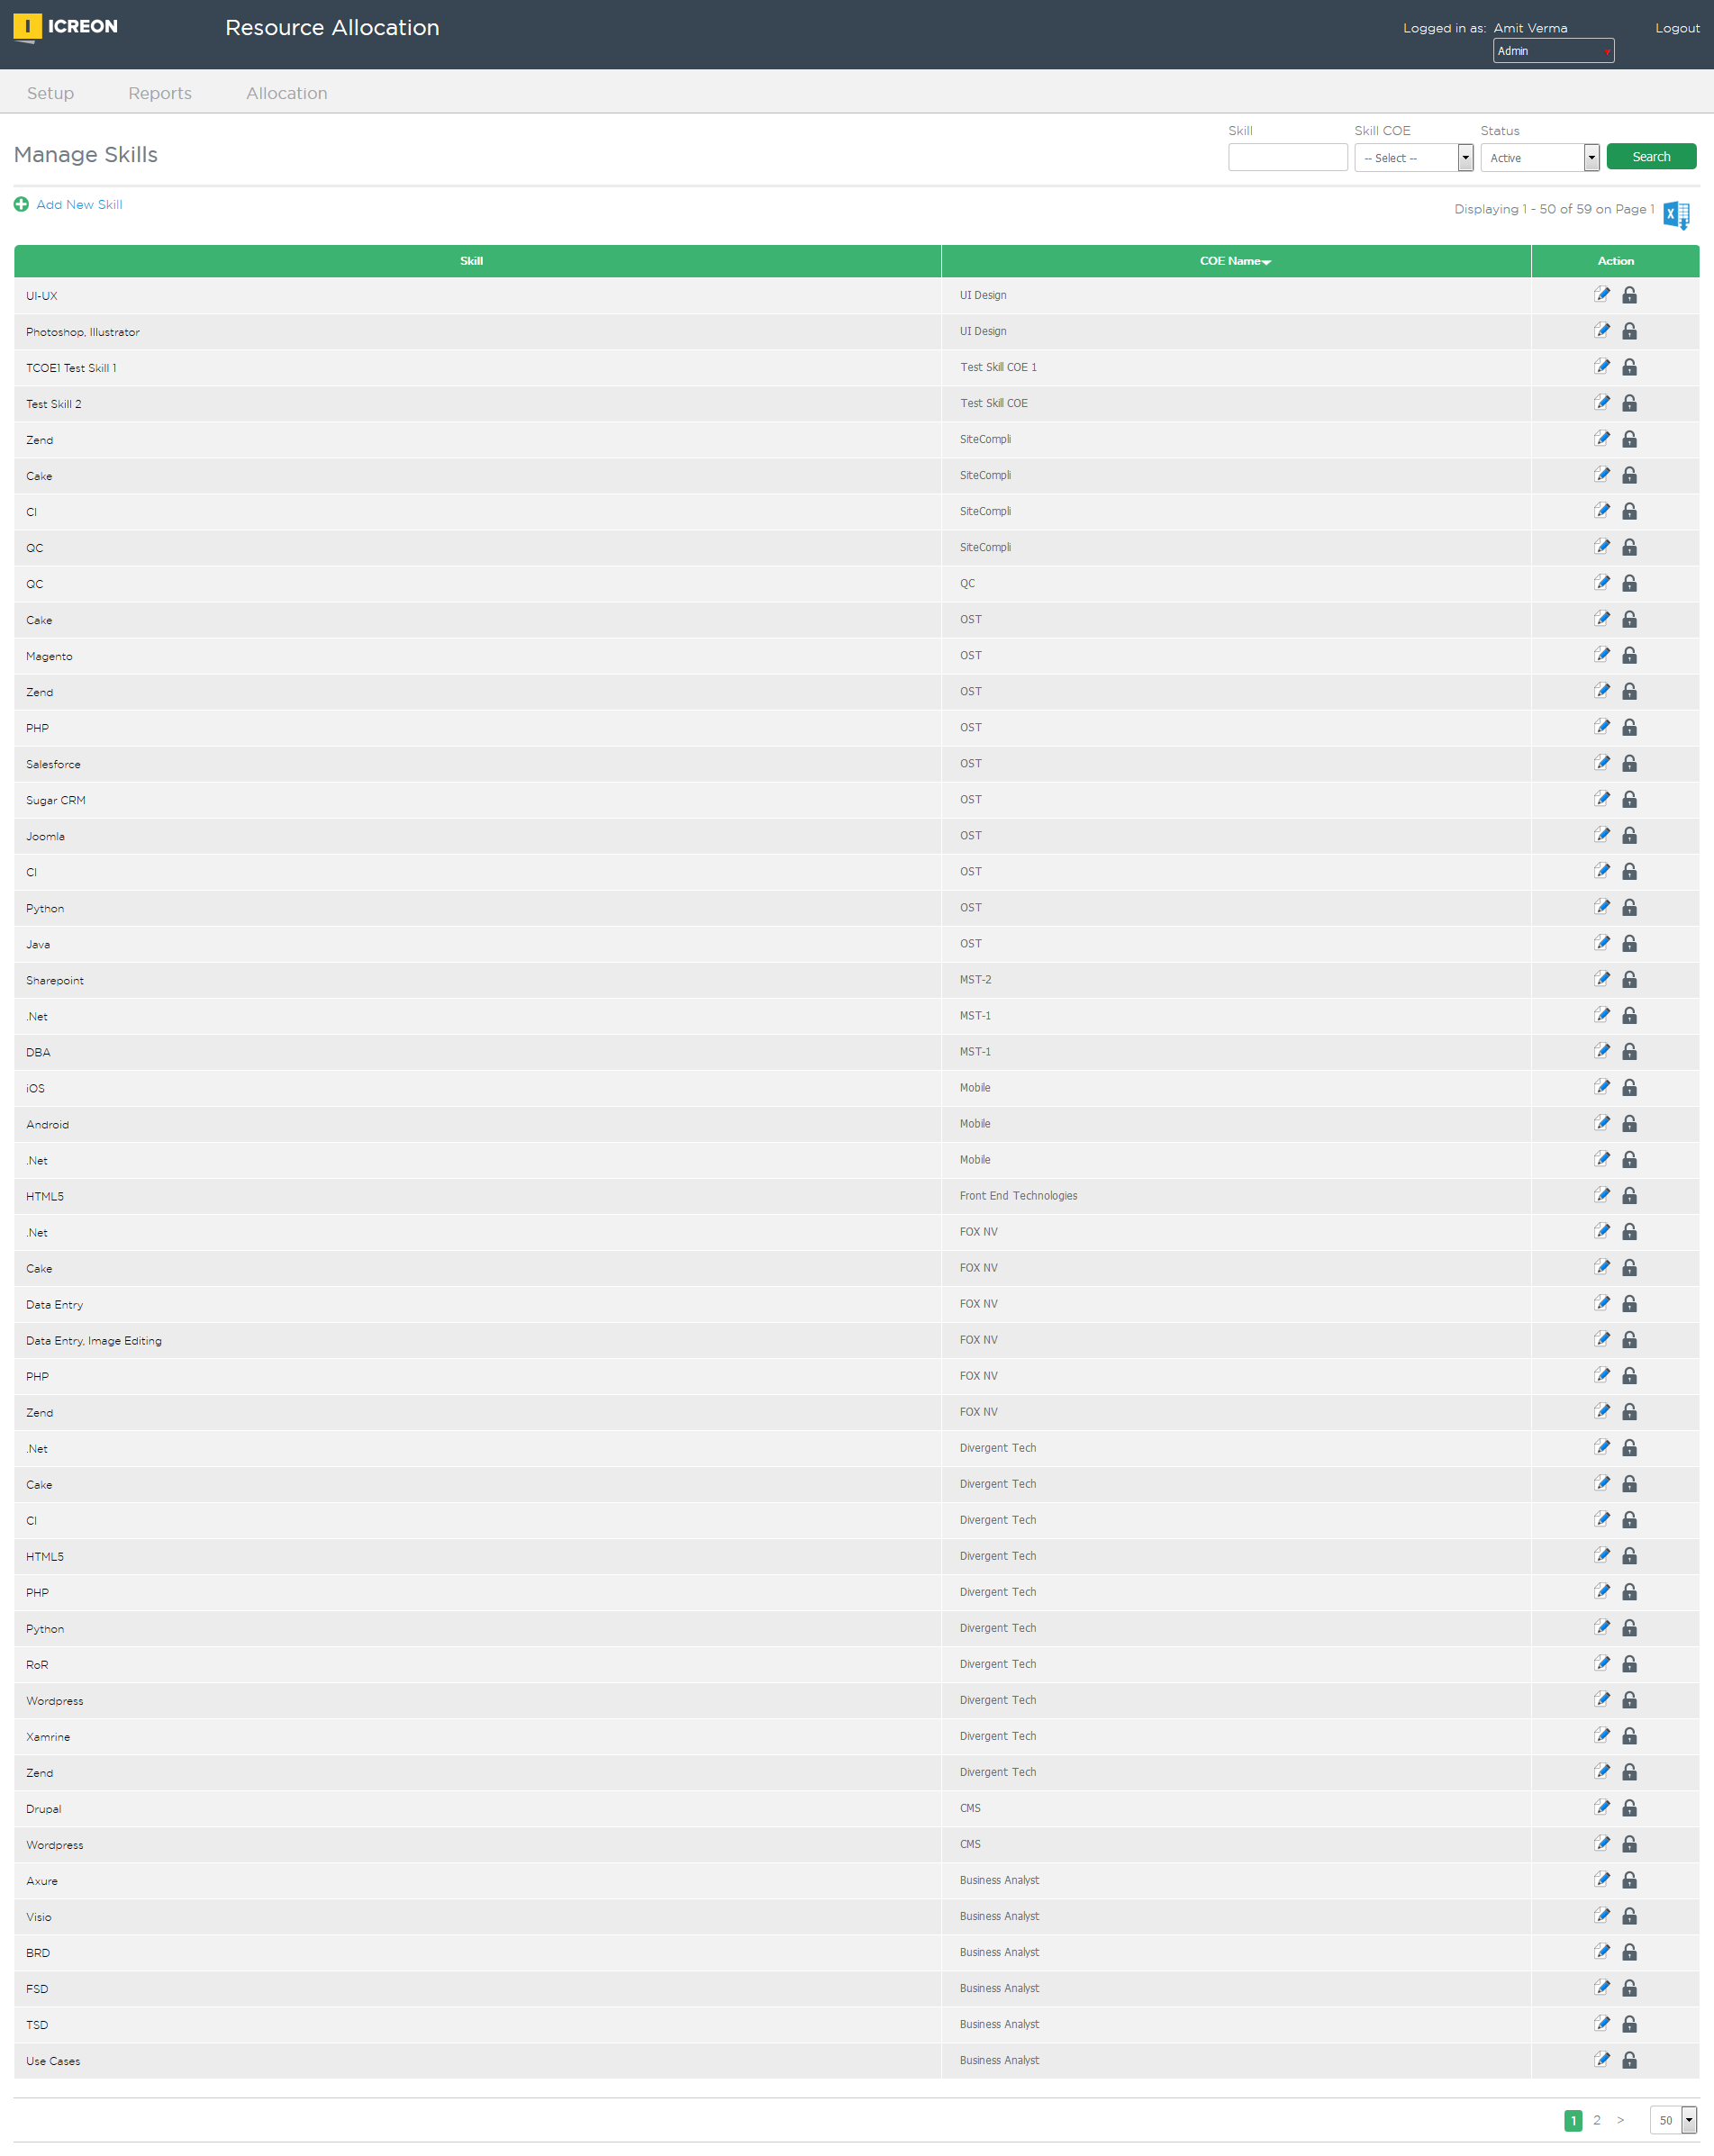 I ICREON
Resource Allocation
Logged in as: Amit Verma
Logout
Admin
Setup Reports Allocation
Manage Skills
Skill Skill COE Status
-- Select -- Active Search
Add New Skill
Displaying 1 - 50 of 59 on Page 1
X
Skill COE Name Action
UI-UX UI Design
Photoshop, Illustrator UI Design
TCOE1 Test Skill 1 Test Skill COE 1
Test Skill 2 Test Skill COE
Zend SiteCompli
Cake SiteCompli
CI SiteCompli
QC SiteCompli
QC QC
Cake OST
Magento OST
Zend OST
PHP OST
Salesforce OST
Sugar CRM OST
Joomla OST
CI OST
Python OST
Java OST
Sharepoint MST-2
.Net MST-1
DBA MST-1
iOS Mobile
Android Mobile
.Net Mobile
HTML5 Front End Technologies
.Net FOX NV
Cake FOX NV
Data Entry FOX NV
Data Entry, Image Editing FOX NV
PHP FOX NV
Zend FOX NV
.Net Divergent Tech
Cake Divergent Tech
CI Divergent Tech
HTML5 Divergent Tech
PHP Divergent Tech
Python Divergent Tech
RoR Divergent Tech
Wordpress Divergent Tech
Xamrine Divergent Tech
Zend Divergent Tech
Drupal CMS
Wordpress CMS
Axure Business Analyst
Visio Business Analyst
BRD Business Analyst
FSD Business Analyst
TSD Business Analyst
Use Cases Business Analyst
1 2 > 50